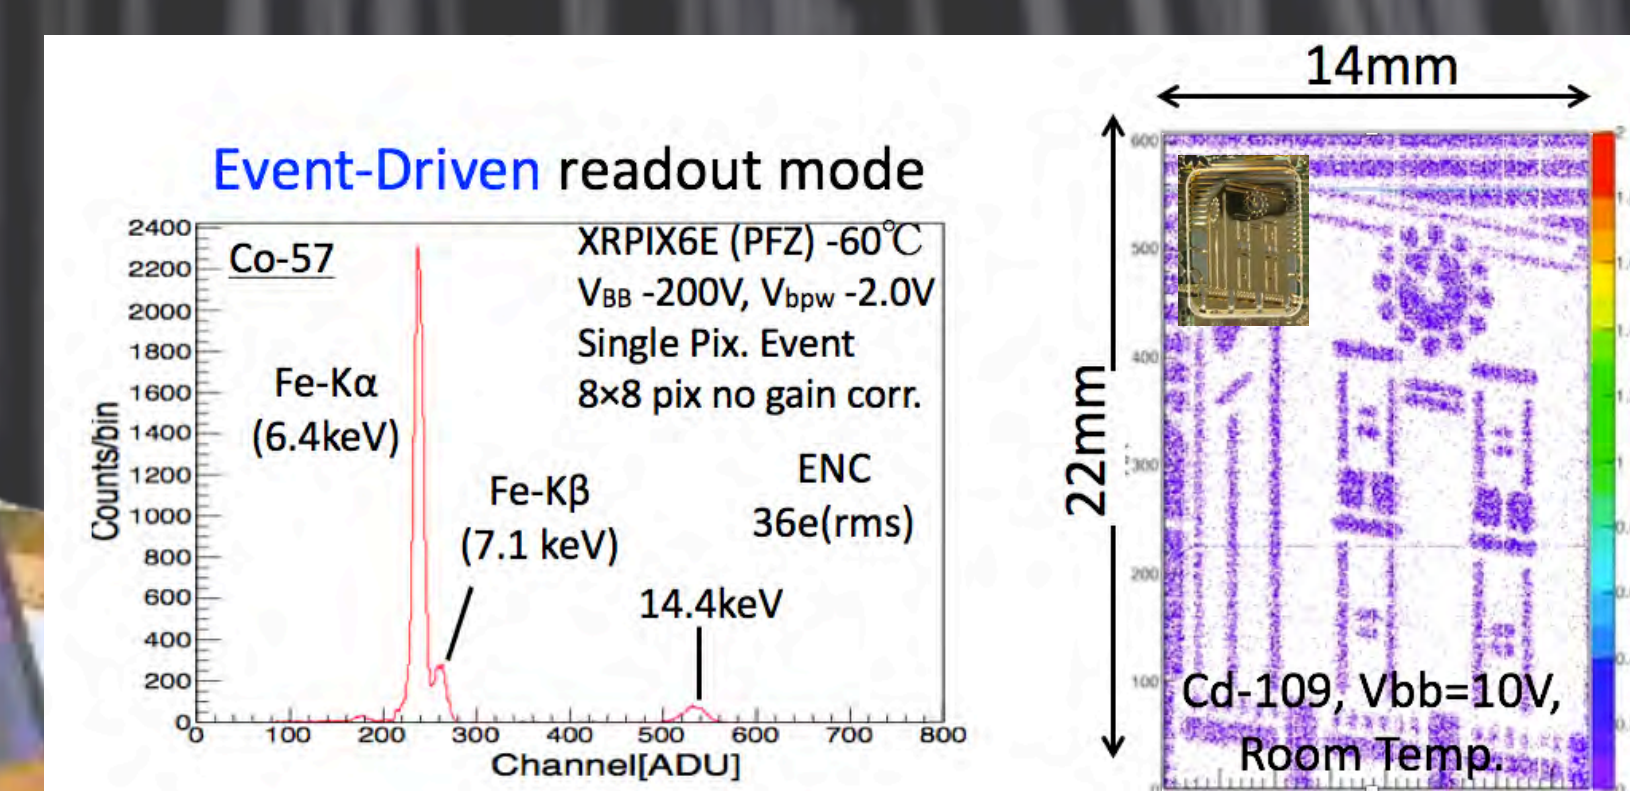 Event-Driven readout mode
Co-57
XRPIX6E (PFZ) -60℃
VBB -200V, Vbpw -2.0V
Single Pix. Event
8×8 pix no gain corr.
Fe-Kα
(6.4keV)
Fe-Kβ
(7.1 keV)
ENC
36e(rms)
14.4keV
Counts/bin
2400
2200
2000
1800
1600
1400
1200
1000
800
600
400
200
0
0 100 200 300 400 500 600 700 800
Channel[ADU]
14mm
22mm
600
500
400
300
200
100
Cd-109, Vbb=10V,
Room Temp.